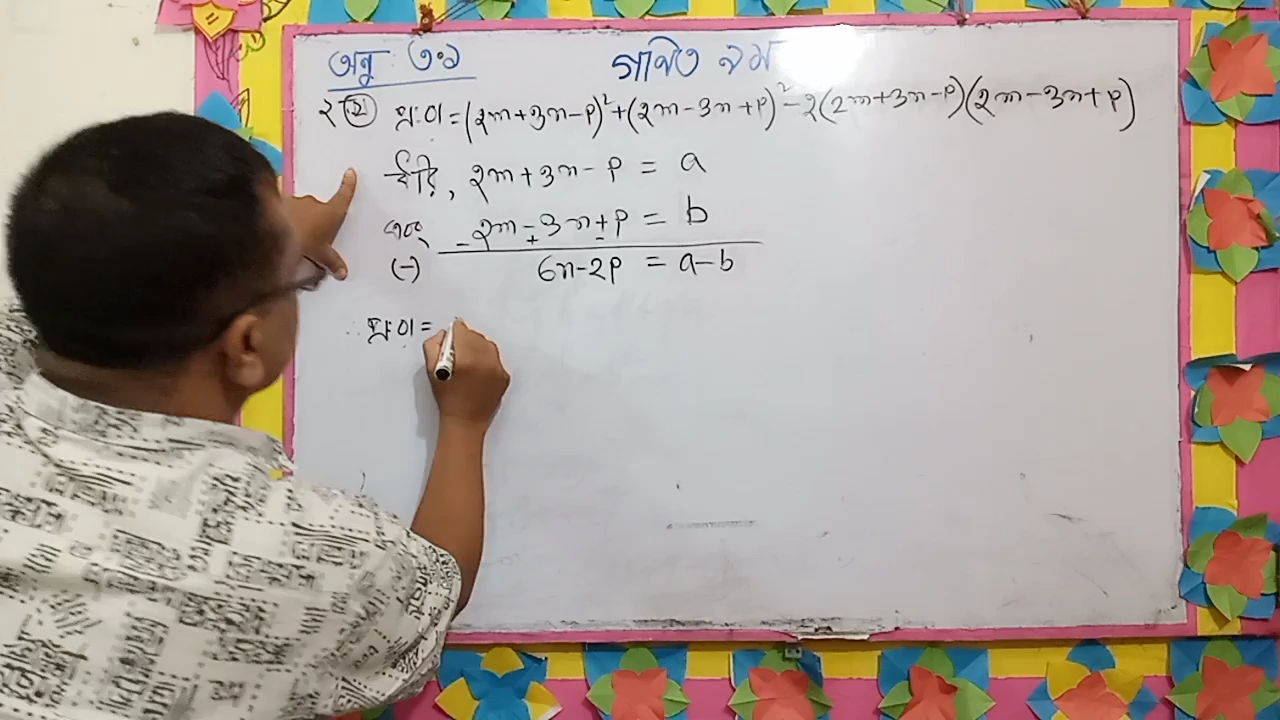 অনু : ৩.১ গণিত ৯ম
২(ঘ) প্র: ণা = (2m+3n-p)² + (2m-3n+p)² - 2(2m+3n-p)(2m-3n+p)
ধরি, 2m+3n-p = a
এবং 2m-3n+p = b
- + -
(-) 6n-2p = a-b
∴ প্র: ণা =